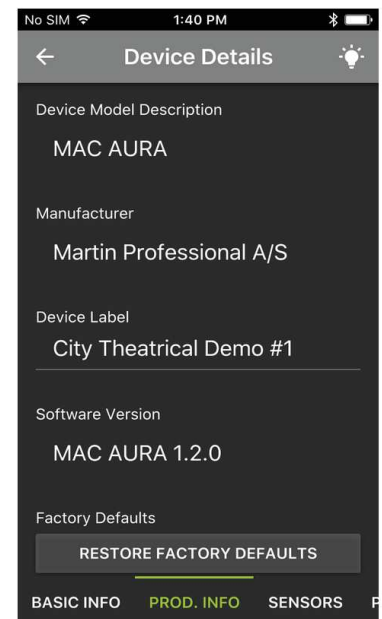 No SIM 1:40 PM
Device Details
Device Model Description
MAC AURA
Manufacturer
Martin Professional A/S
Device Label
City Theatrical Demo #1
Software Version
MAC AURA 1.2.0
Factory Defaults
RESTORE FACTORY DEFAULTS
BASIC INFO PROD. INFO SENSORS P